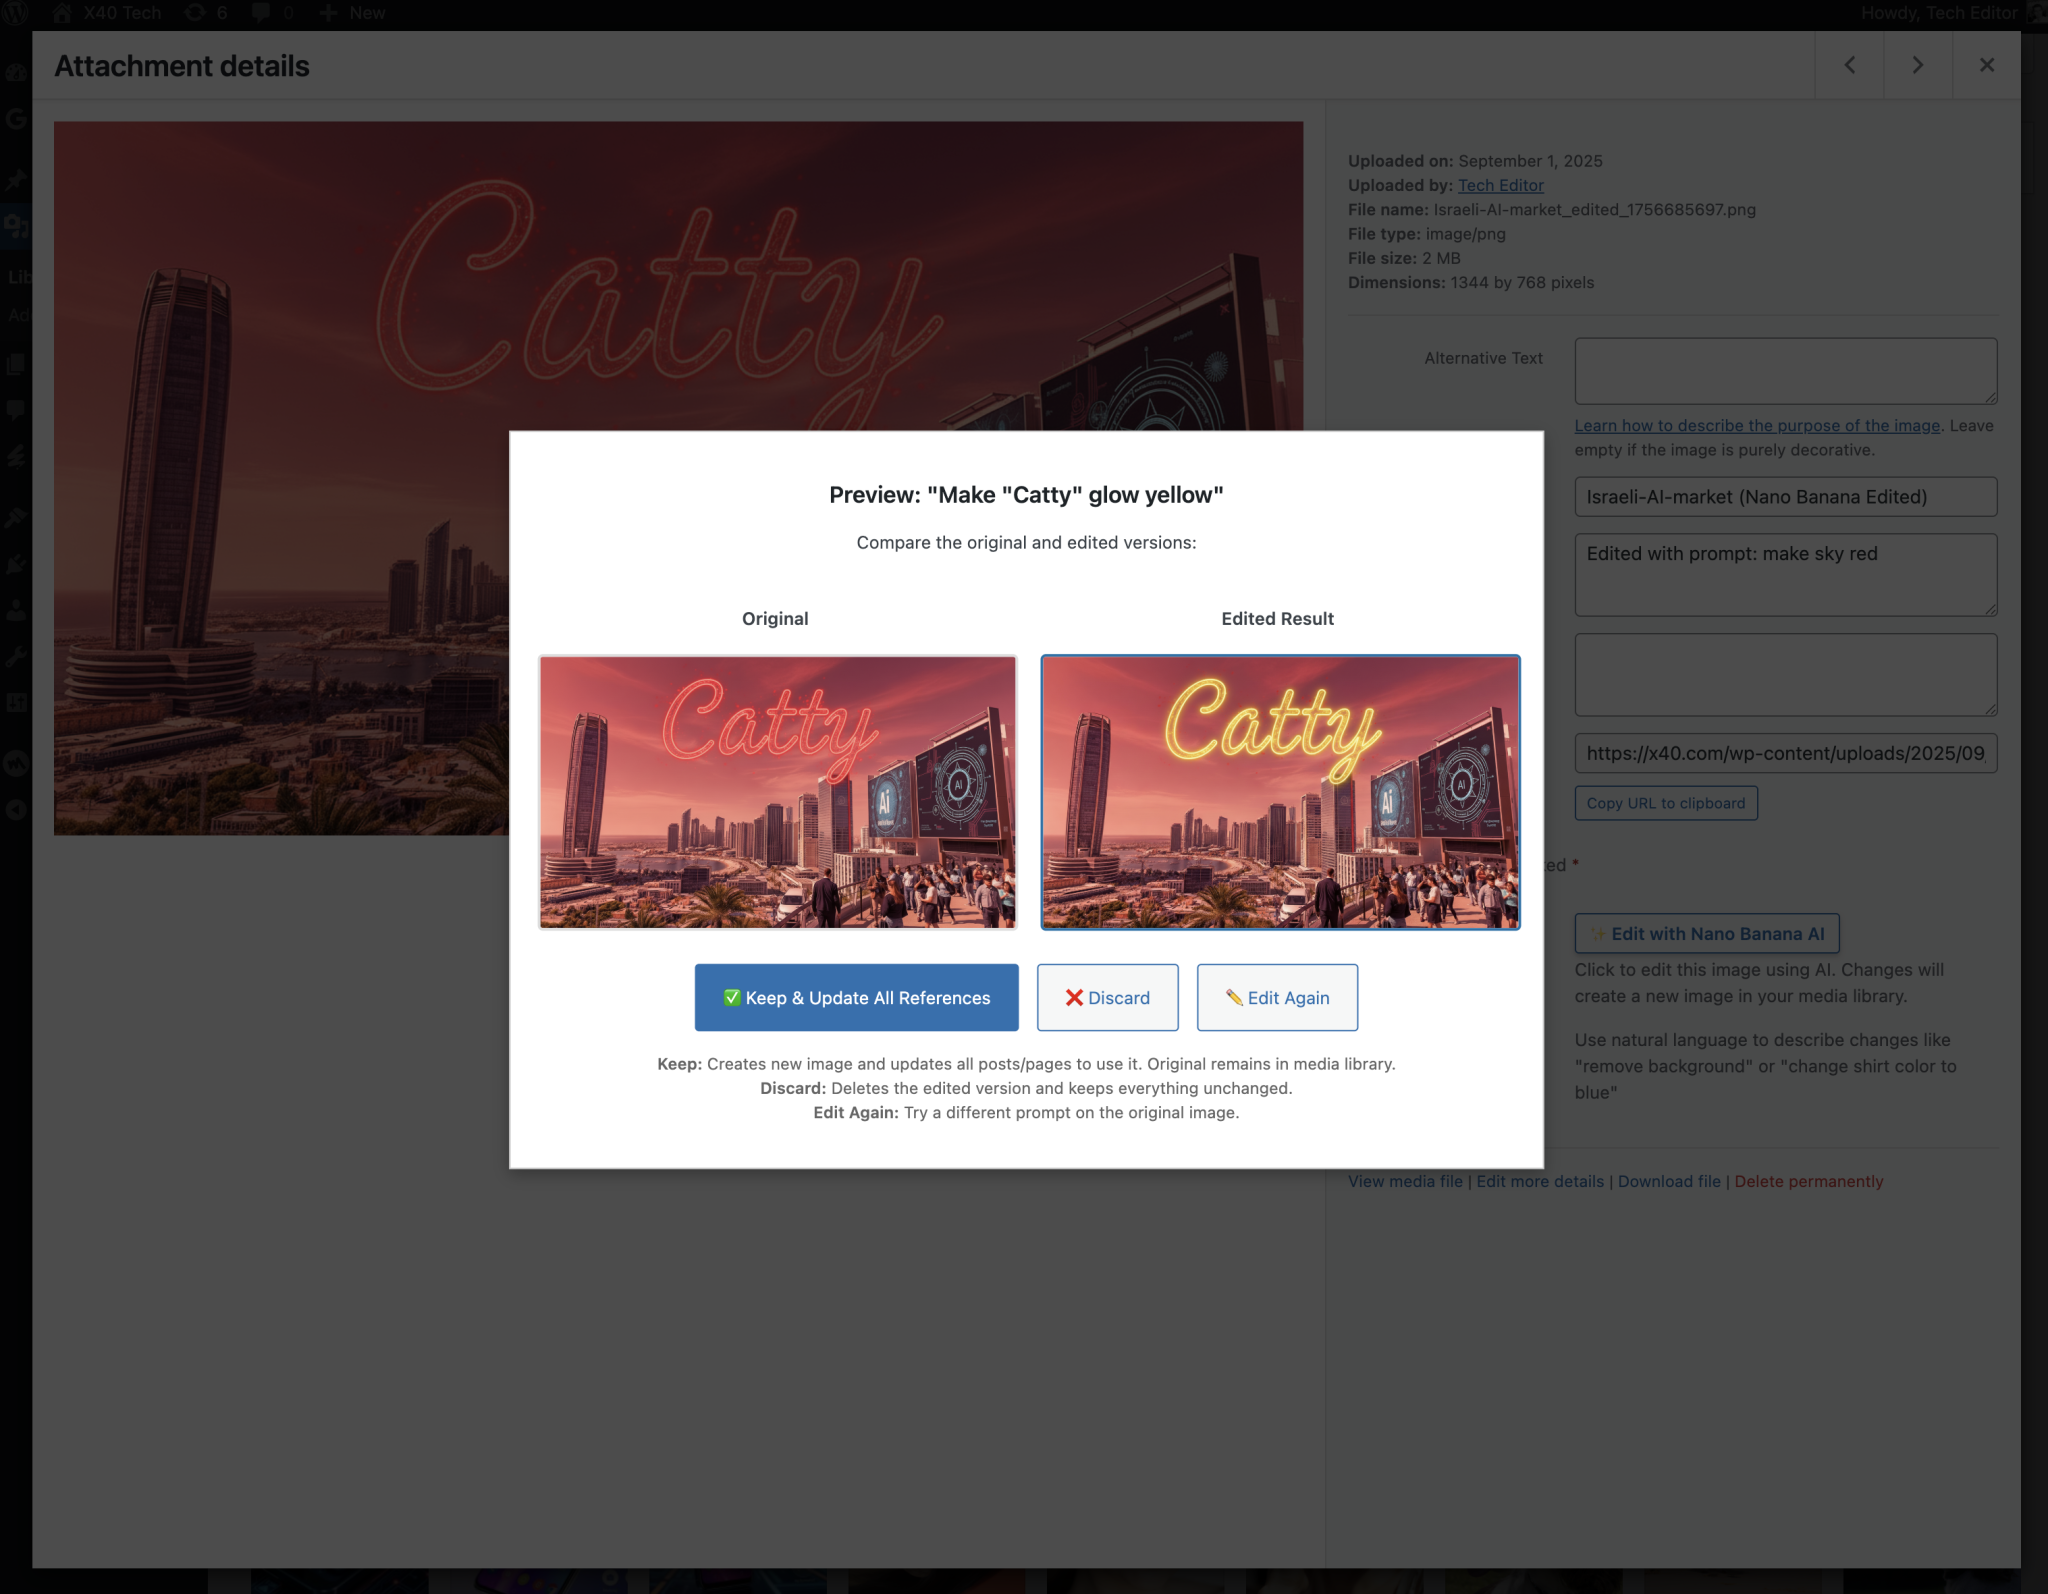 X40 Tech 6 0 New Howdy, Tech Editor
Attachment details
Catty
Uploaded on: September 1, 2025
Uploaded by: Tech Editor
File name: Israeli-AI-market_edited_1756685697.png
File type: image/png
File size: 2 MB
Dimensions: 1344 by 768 pixels
Lib
Alternative Text
Learn how to describe the purpose of the image. Leave
empty if the image is purely decorative.
Israeli-AI-market (Nano Banana Edited)
Edited with prompt: make sky red
https://x40.com/wp-content/uploads/2025/09
Copy URL to clipboard
ed *
✨ Edit with Nano Banana AI
Click to edit this image using AI. Changes will
create a new image in your media library.
Use natural language to describe changes like
"remove background" or "change shirt color to
blue"
View media file | Edit more details | Download file | Delete permanently
Preview: "Make "Catty" glow yellow"
Compare the original and edited versions:
Original
Edited Result
Catty
Ai
AI
Catty
Ai
AI
✅ Keep & Update All References
❌ Discard
✏️ Edit Again
Keep: Creates new image and updates all posts/pages to use it. Original remains in media library.
Discard: Deletes the edited version and keeps everything unchanged.
Edit Again: Try a different prompt on the original image.